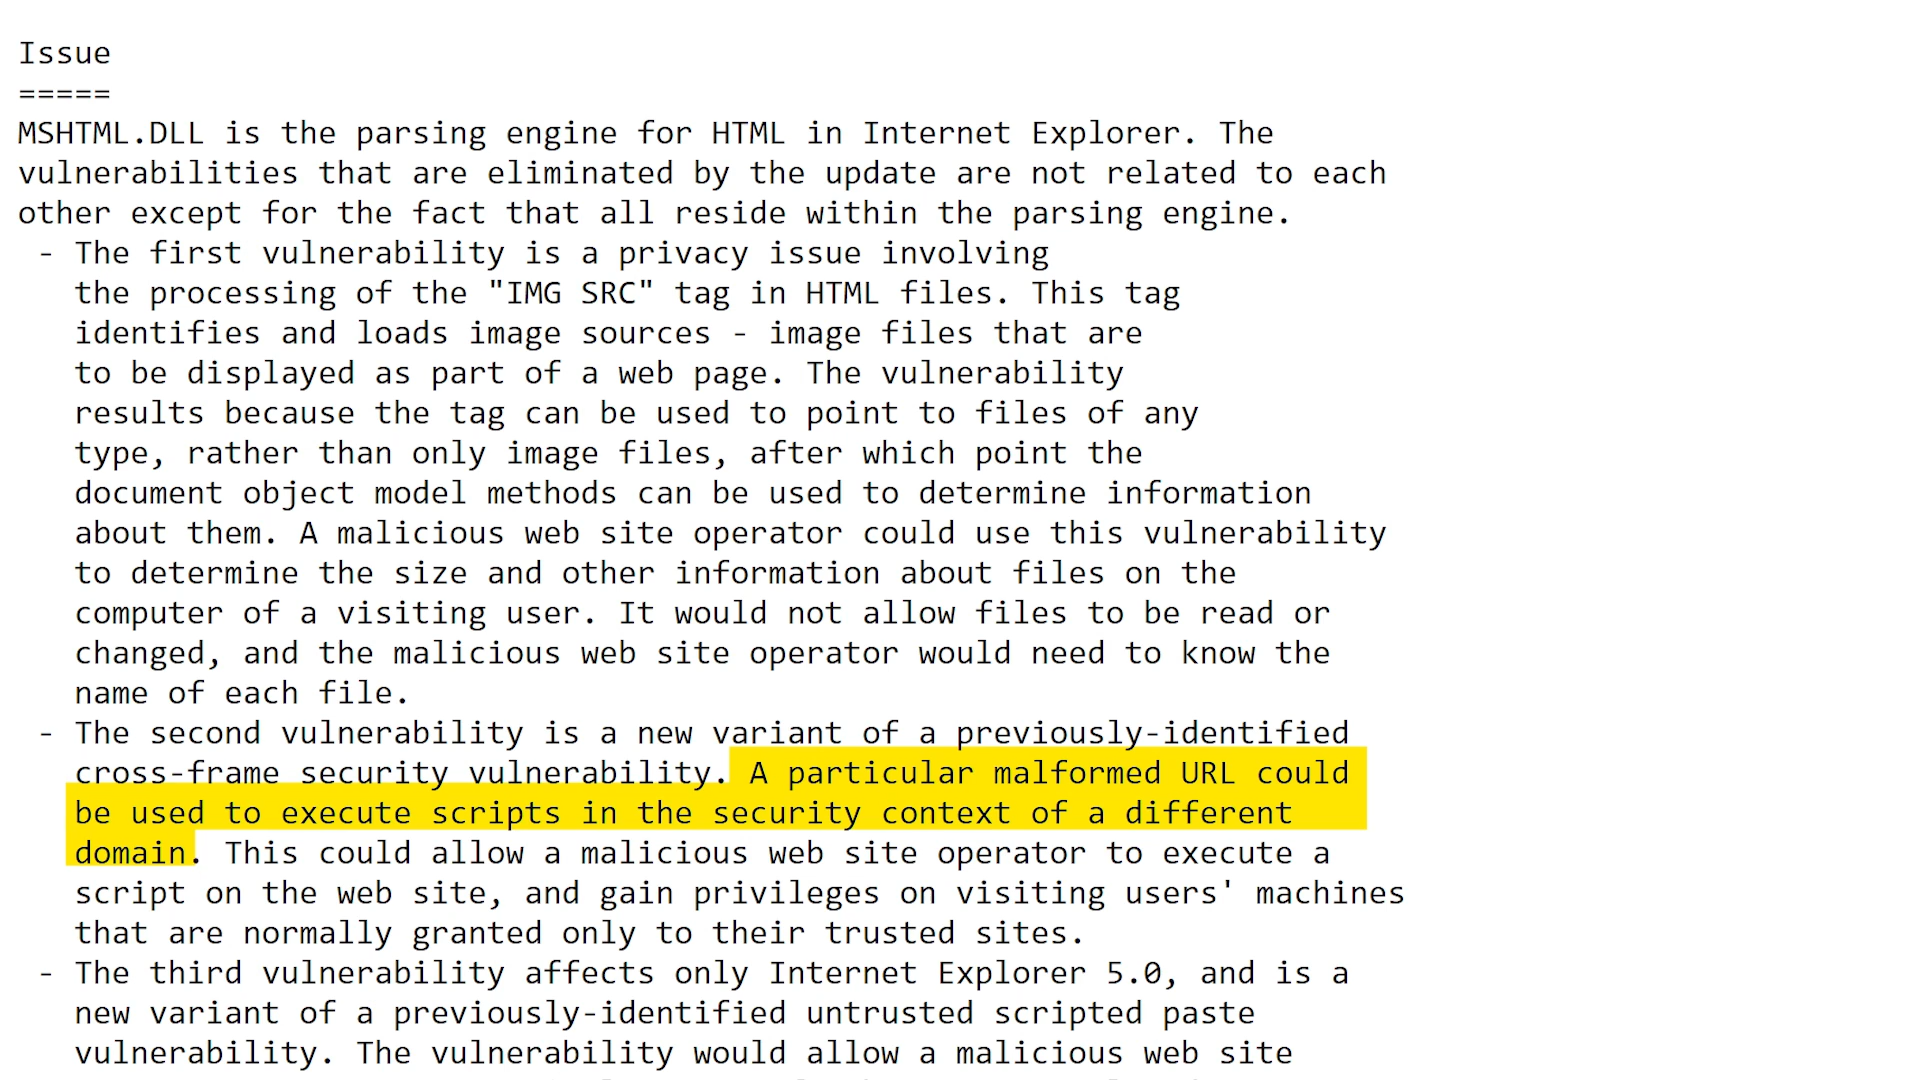 Issue
=====
MSHTML.DLL is the parsing engine for HTML in Internet Explorer. The
vulnerabilities that are eliminated by the update are not related to each
other except for the fact that all reside within the parsing engine.
- The first vulnerability is a privacy issue involving
the processing of the "IMG SRC" tag in HTML files. This tag
identifies and loads image sources - image files that are
to be displayed as part of a web page. The vulnerability
results because the tag can be used to point to files of any
type, rather than only image files, after which point the
document object model methods can be used to determine information
about them. A malicious web site operator could use this vulnerability
to determine the size and other information about files on the
computer of a visiting user. It would not allow files to be read or
changed, and the malicious web site operator would need to know the
name of each file.
- The second vulnerability is a new variant of a previously-identified
cross-frame security vulnerability. A particular malformed URL could
be used to execute scripts in the security context of a different
domain. This could allow a malicious web site operator to execute a
script on the web site, and gain privileges on visiting users' machines
that are normally granted only to their trusted sites.
- The third vulnerability affects only Internet Explorer 5.0, and is a
new variant of a previously-identified untrusted scripted paste
vulnerability. The vulnerability would allow a malicious web site